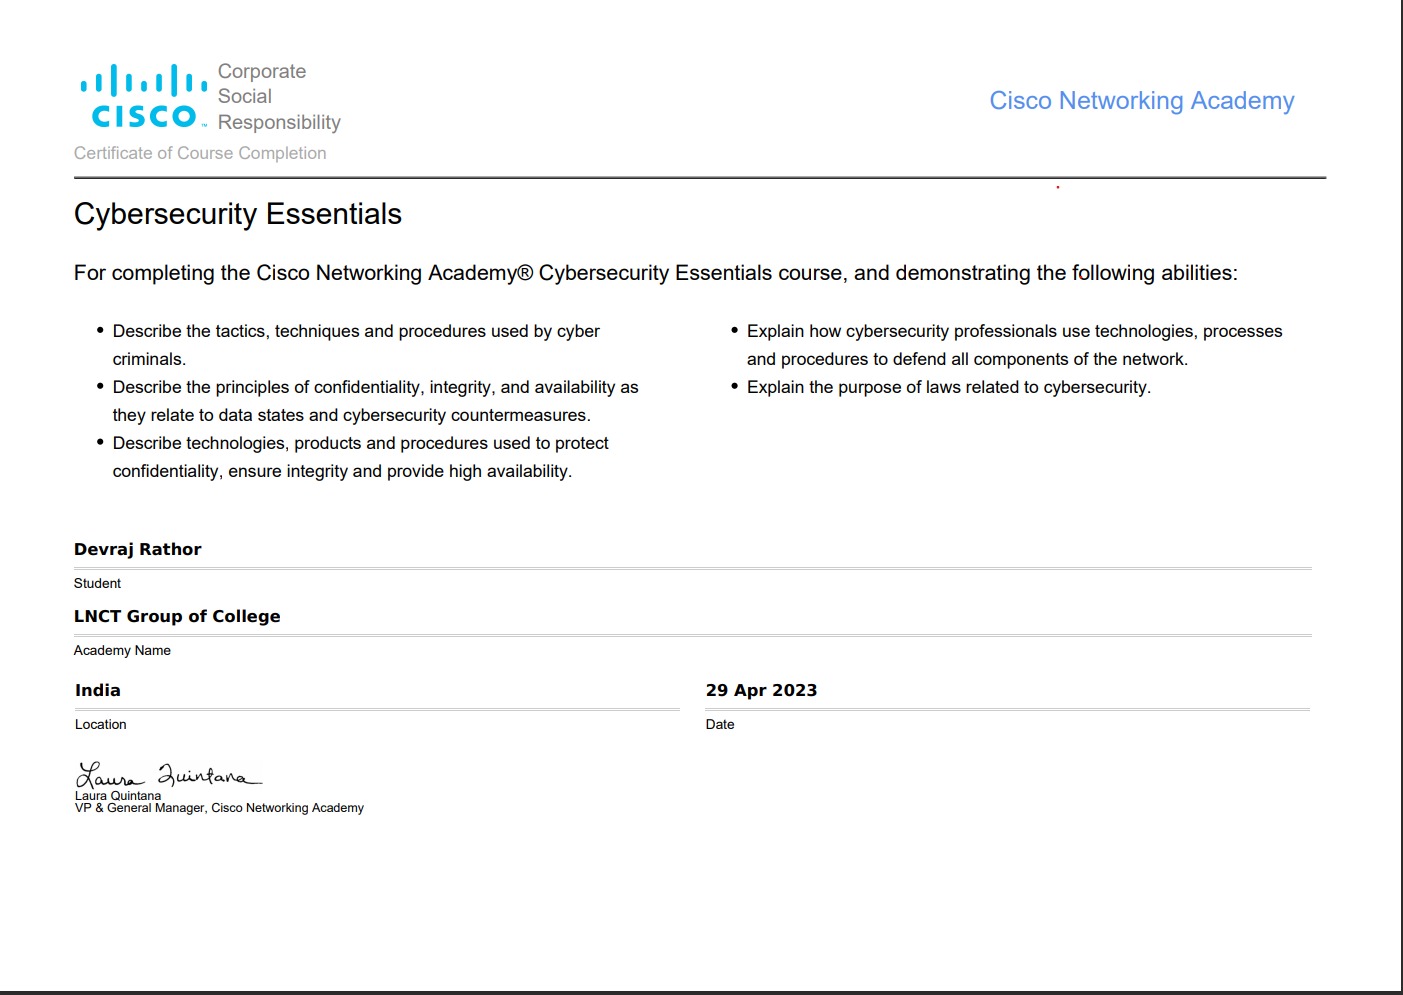 CISCO™
Corporate
Social
Responsibility
Cisco Networking Academy
Certificate of Course Completion
Cybersecurity Essentials
For completing the Cisco Networking Academy® Cybersecurity Essentials course, and demonstrating the following abilities:
• Describe the tactics, techniques and procedures used by cyber
criminals.
• Describe the principles of confidentiality, integrity, and availability as
they relate to data states and cybersecurity countermeasures.
• Describe technologies, products and procedures used to protect
confidentiality, ensure integrity and provide high availability.
• Explain how cybersecurity professionals use technologies, processes
and procedures to defend all components of the network.
• Explain the purpose of laws related to cybersecurity.
Devraj Rathor
Student
LNCT Group of College
Academy Name
India
Location
29 Apr 2023
Date
Laura Quintana
Laura Quintana
VP & General Manager, Cisco Networking Academy